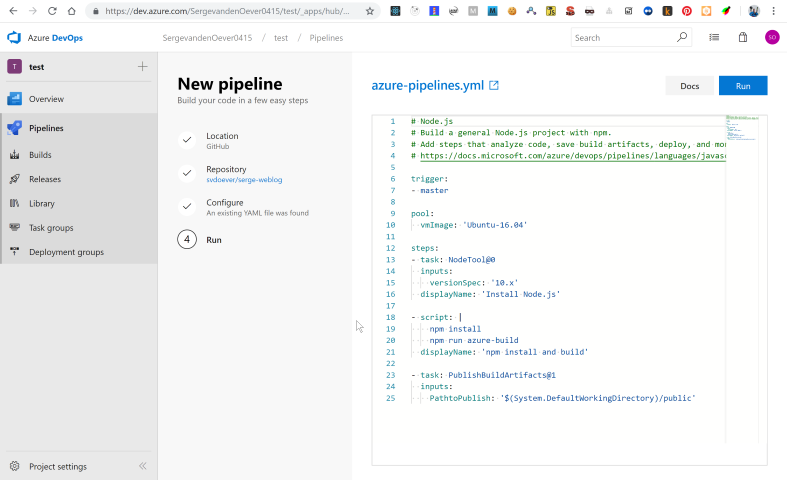 https://dev.azure.com/SergevandenOever0415/test/_apps/hub/...
Azure DevOps
SergevandenOever0415 / test / Pipelines
Search
SO
T
test
Overview
Pipelines
Builds
Releases
Library
Task groups
Deployment groups
Project settings
New pipeline
Build your code in a few easy steps
Location
GitHub
Repository
svdoever/serge-weblog
Configure
An existing YAML file was found
4 Run
azure-pipelines.yml
Docs
Run
1 # Node.js
2 # Build a general Node.js project with npm.
3 # Add steps that analyze code, save build artifacts, deploy, and mo
4 # https://docs.microsoft.com/azure/devops/pipelines/languages/javas
5
6 trigger:
7 - master
8
9 pool:
10 vmImage: 'Ubuntu-16.04'
11
12 steps:
13 - task: NodeTool@0
14 inputs:
15 versionSpec: '10.x'
16 displayName: 'Install Node.js'
17
18 - script: |
19 npm install
20 npm run azure-build
21 displayName: 'npm install and build'
22
23 - task: PublishBuildArtifacts@1
24 inputs:
25 PathtoPublish: '$(System.DefaultWorkingDirectory)/public'